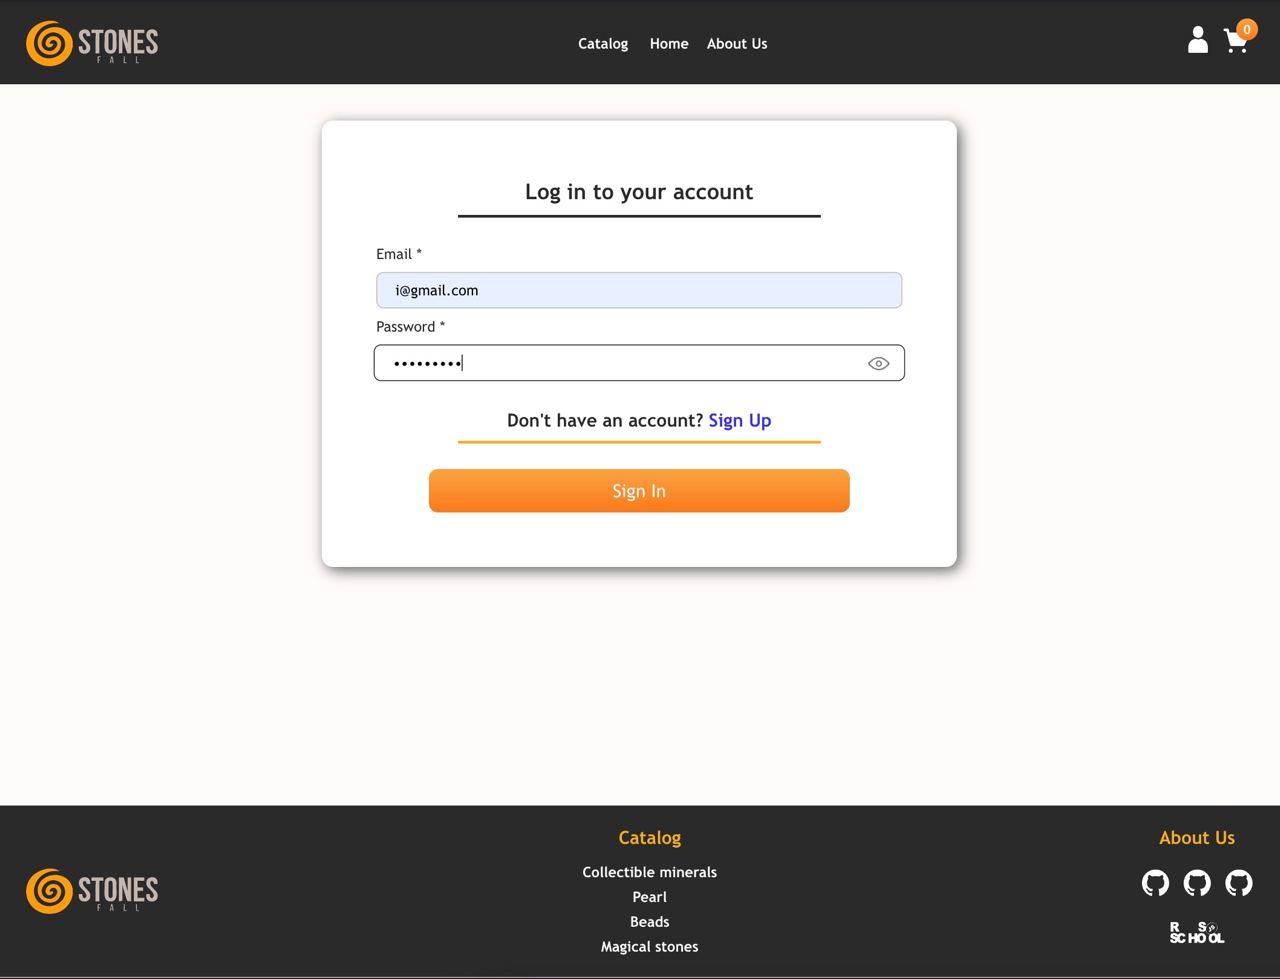 STONES
FALL
Catalog Home About Us
0
Log in to your account
Email *
i@gmail.com
Password *
•••••••••
Don't have an account? Sign Up
Sign In
STONES
FALL
Catalog
Collectible minerals
Pearl
Beads
Magical stones
About Us
RS
SCHOOL